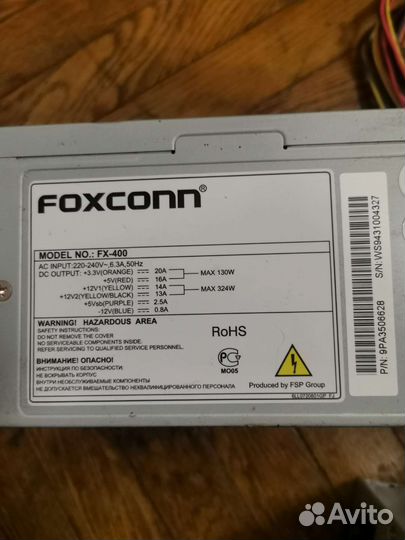 FOXCONN®
MODEL NO.: FX-400
AC INPUT:220-240V~,6.3A,50Hz
DC OUTPUT: +3.3V(ORANGE) 20A MAX 130W
+5V(RED) 16A
+12V1(YELLOW) 14A MAX 324W
+12V2(YELLOW/BLACK) 13A
+5Vsb(PURPLE) 2.5A
-12V(BLUE) 0.8A
WARNING! HAZARDOUS AREA
SAFETY INSTRUCTIONS.
DO NOT REMOVE THIS COVER.
NO SERVICEABLE COMPONENTS INSIDE.
REFER SERVICING TO QUALIFIED SERVICE PERSONNEL.
ВНИМАНИЕ! ОПАСНО!
ИНСТРУКЦИЯ ПО БЕЗОПАСНОСТИ
НЕ ВСКРЫВАТЬ КОРПУС
ВНУТРИ НЕОБСЛУЖИВАЕМЫЕ КОМПОНЕНТЫ
НЕ ДОПУСКАЕТСЯ ВМЕШАТЕЛЬСТВО НЕКВАЛИФИЦИРОВАННОГО ПЕРСОНАЛА.
RoHS
МО05
Produced by FSP Group
S/N: WS9431004327
P/N: 9PA3506628
Avito